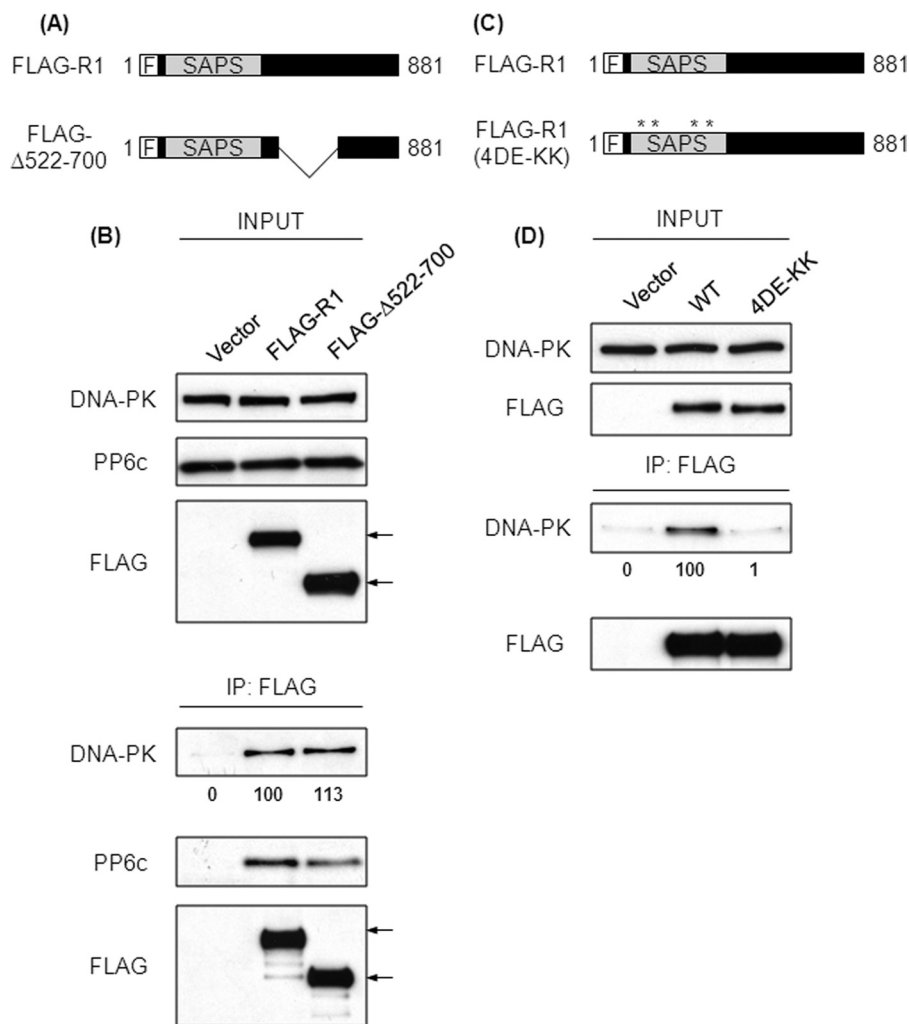 (A)
FLAG-R1 1 F SAPS 881
FLAG-
Δ522-700 1 F SAPS 881
(C)
FLAG-R1 1 F SAPS 881
* * * *
FLAG-R1
(4DE-KK) 1 F SAPS 881
(B)
INPUT
Vector FLAG-R1 FLAG-Δ522-700
DNA-PK
PP6c
FLAG
IP: FLAG
DNA-PK
0 100 113
PP6c
FLAG
(D)
INPUT
Vector WT 4DE-KK
DNA-PK
FLAG
IP: FLAG
DNA-PK
0 100 1
FLAG